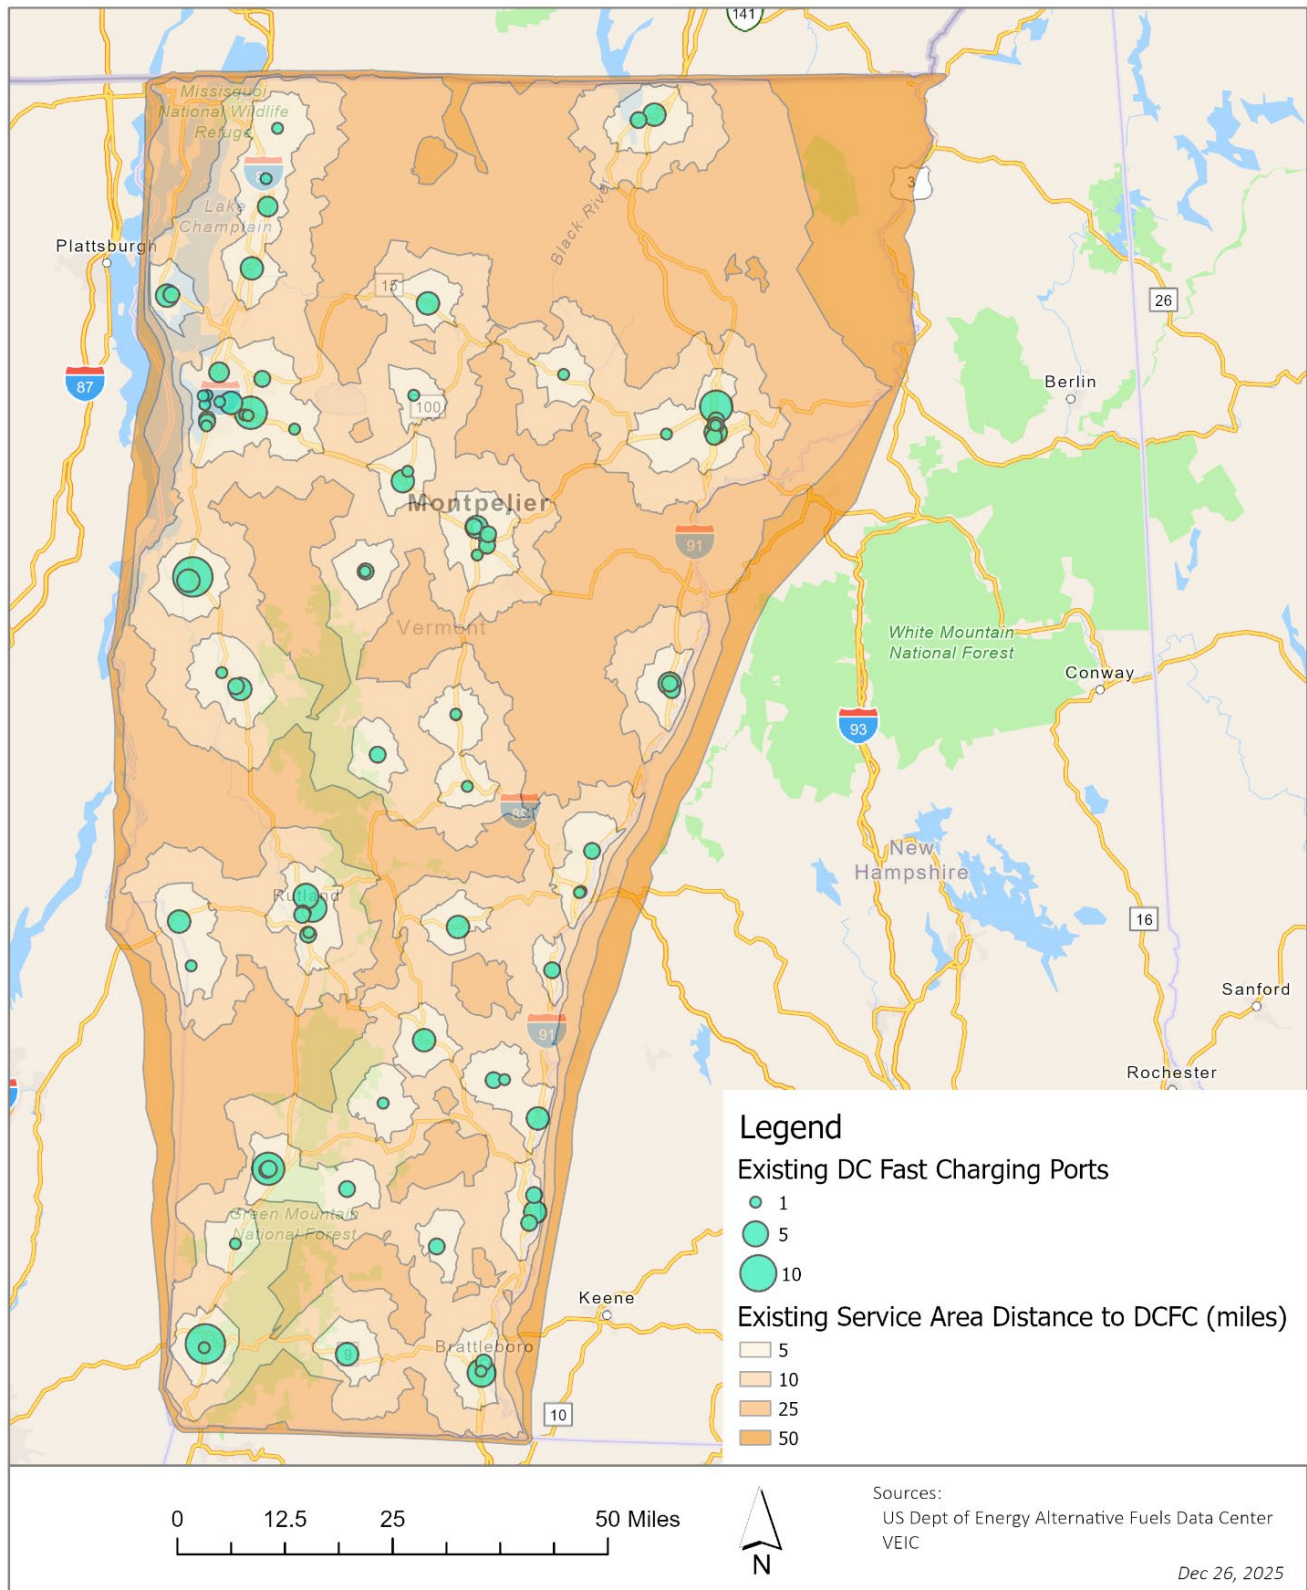 141
Missisquoi
National Wildlife
Refuge
3
Lake
Champlain
Plattsburgh
Black River
15
26
87
Berlin
100
Montpelier
91
Vermont
White Mountain
National Forest
Conway
93
89
New
Hampshire
Rutland
16
Sanford
91
Rochester
Green Mountain
National Forest
Keene
9
Brattleboro
10
Legend
Existing DC Fast Charging Ports
1
5
10
Existing Service Area Distance to DCFC (miles)
5
10
25
50
0 12.5 25 50 Miles
N
Sources:
US Dept of Energy Alternative Fuels Data Center
VEIC
Dec 26, 2025